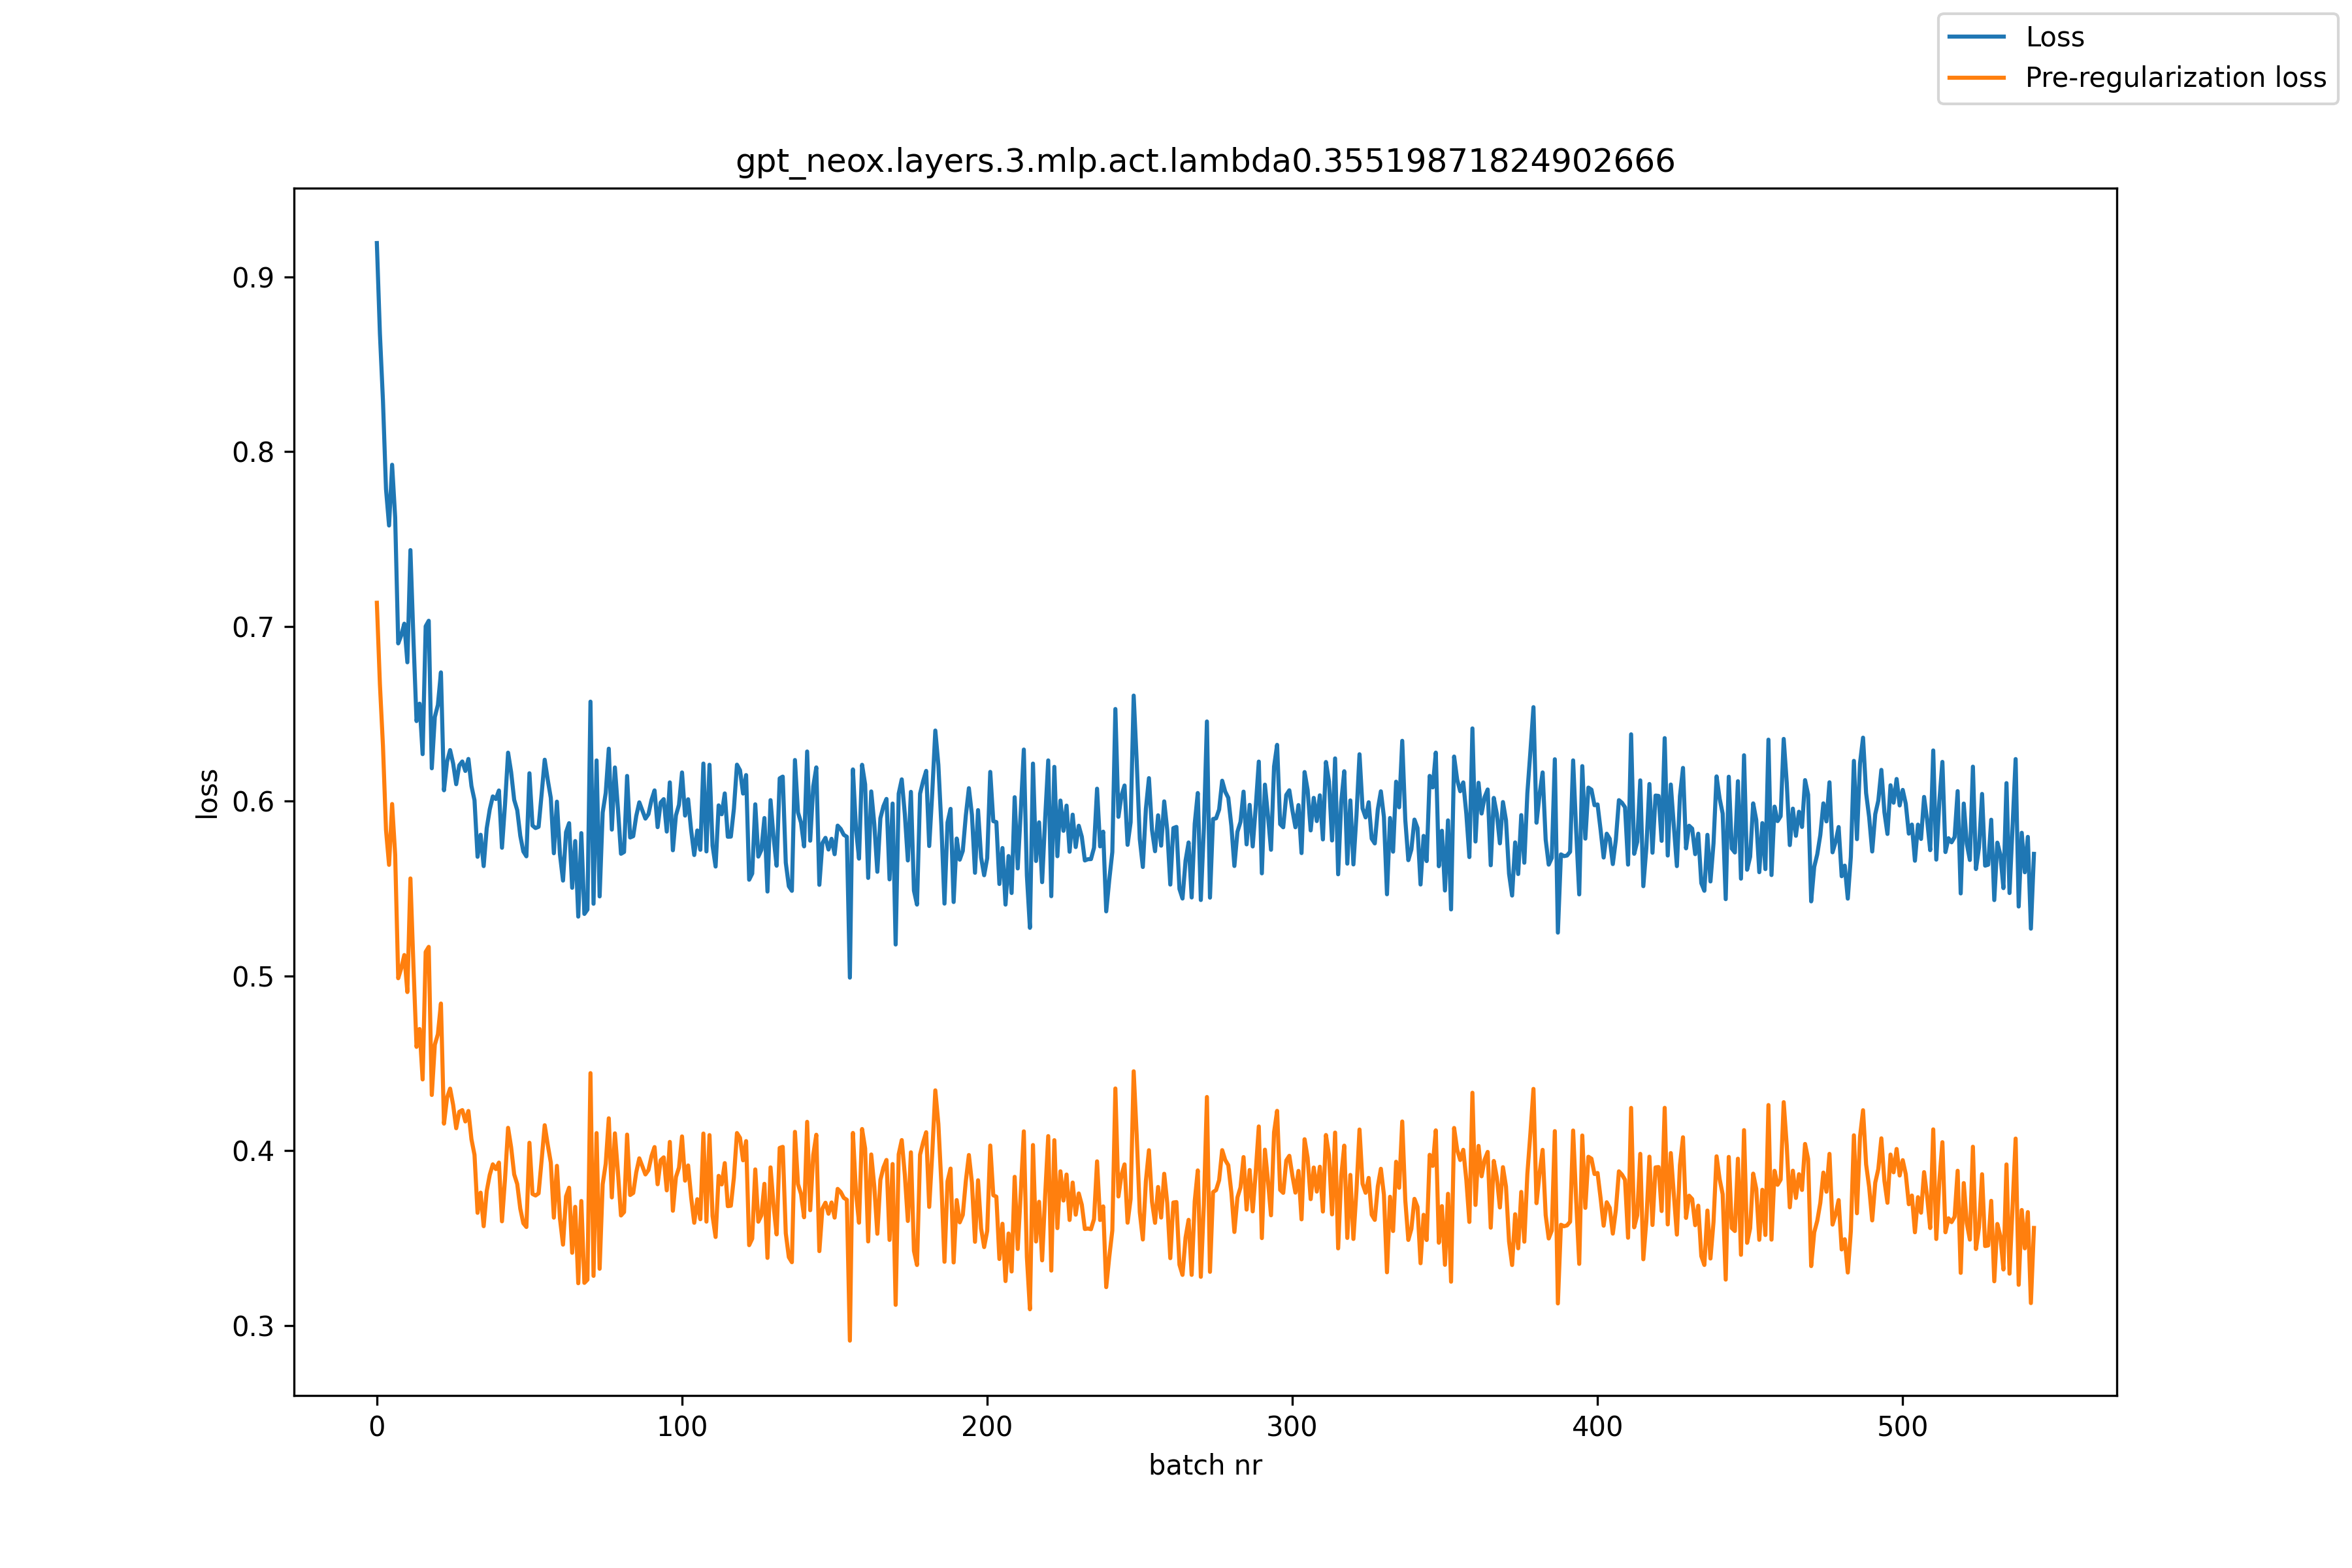 Loss
Pre-regularization loss
gpt_neox.layers.3.mlp.act.lambda0.35519871824902666
0.9
0.8
0.7
0.6
0.5
0.4
0.3
loss
0 100 200 300 400 500
batch nr